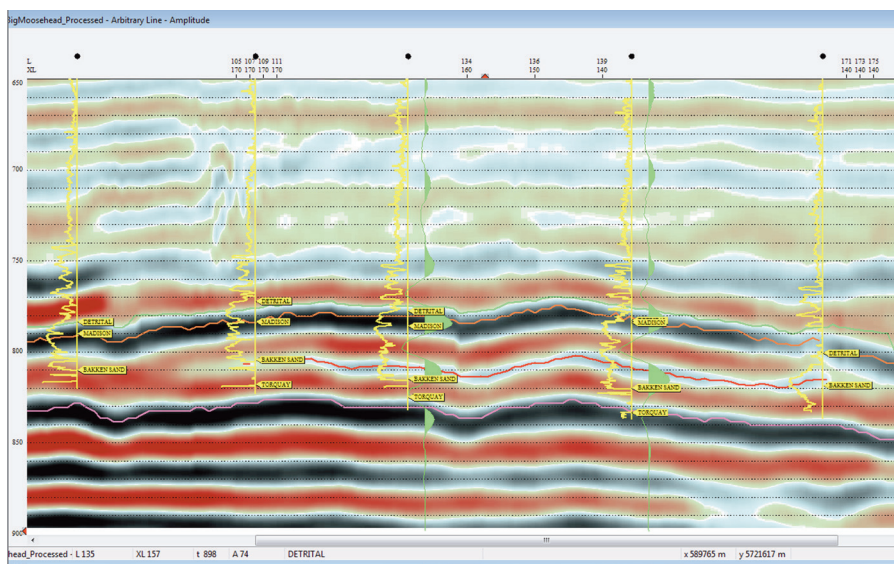 BigMoosehead_Processed - Arbitrary Line - Amplitude
L 105 107 109 111 134 136 139 171 173 175
XL 170 170 170 170 160 150 140 140 140 140
650
700
750
DETRITAL
DETRITAL
DETRITAL MADISON MADISON MADISON
MADISON
800
DETRITAL
BAKKEN SAND
BAKKEN SAND
BAKKEN SAND
TORQUAY BAKKEN SAND BAKKEN SAND
TORQUAY
TORQUAY
850
900
head_Processed - L 135 XL 157 t 898 A 74 DETRITAL x 589765 m y 5721617 m